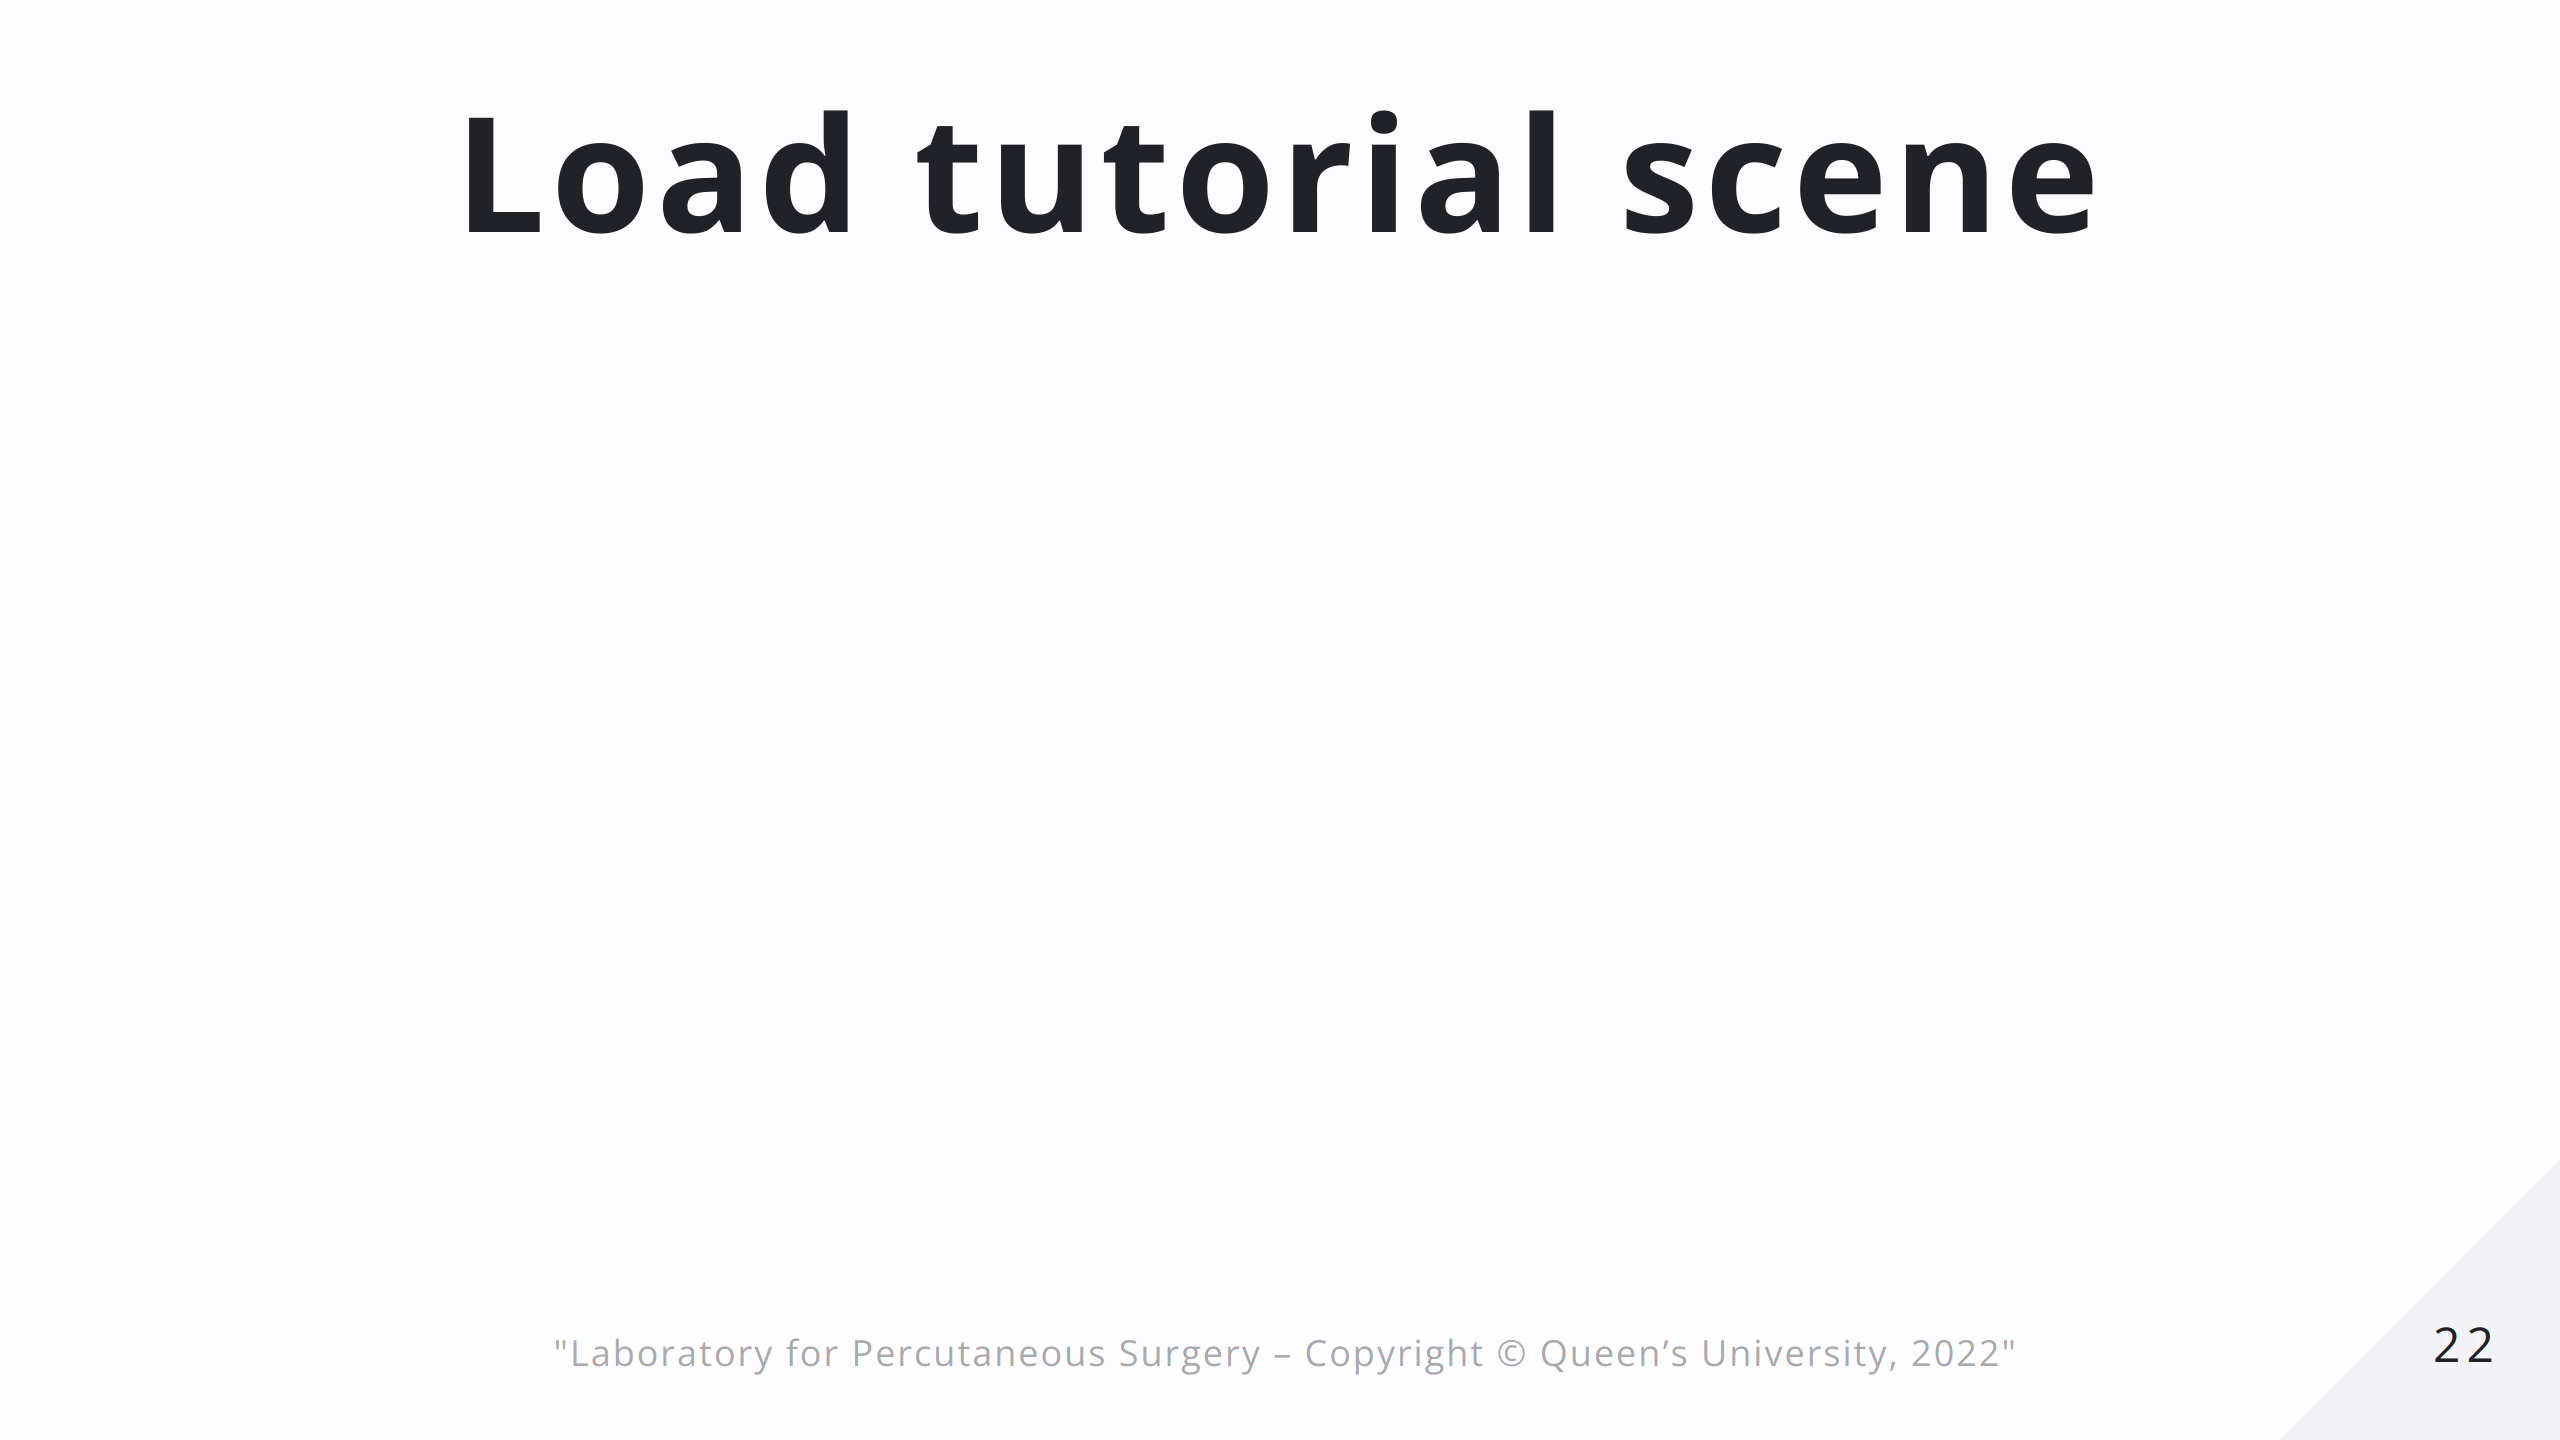 Load tutorial scene
"Laboratory for Percutaneous Surgery – Copyright © Queen’s University, 2022"
22